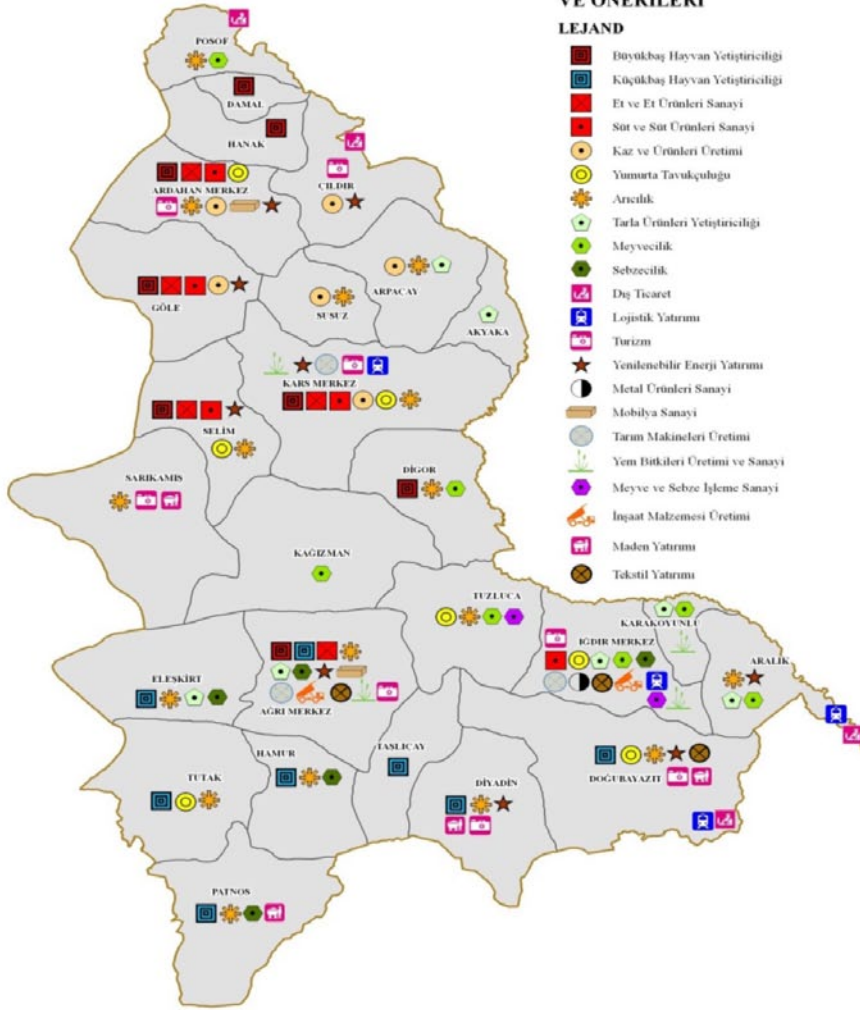 VE ÖNERİLERİ
LEJAND
Büyükbaş Hayvan Yetiştiriciliği
Küçükbaş Hayvan Yetiştiriciliği
Et ve Et Ürünleri Sanayi
Süt ve Süt Ürünleri Sanayi
Kaz ve Ürünleri Üretimi
Yumurta Tavukçuluğu
Arıcılık
Tarla Ürünleri Yetiştiriciliği
Meyvecilik
Sebzecilik
Dış Ticaret
Lojistik Yatırımı
Turizm
Yenilenebilir Enerji Yatırımı
Metal Ürünleri Sanayi
Mobilya Sanayi
Tarım Makineleri Üretimi
Yem Bitkileri Üretimi ve Sanayi
Meyve ve Sebze İşleme Sanayi
İnşaat Malzemesi Üretimi
Maden Yatırımı
Tekstil Yatırımı
POSOF
DAMAL
HANAK
ARDAHAN MERKEZ
ÇILDIR
GÖLE
SUSUZ
ARPAÇAY
AKYAKA
KARS MERKEZ
SELİM
SARIKAMIŞ
DİGOR
KAĞIZMAN
TUZLUCA
KARAKOYUNLU
IĞDIR MERKEZ
ARALIK
ELEŞKİRT
AĞRI MERKEZ
TUTAK
HAMUR
TAŞLIÇAY
DİYADİN
DOĞUBAYAZIT
PATNOS